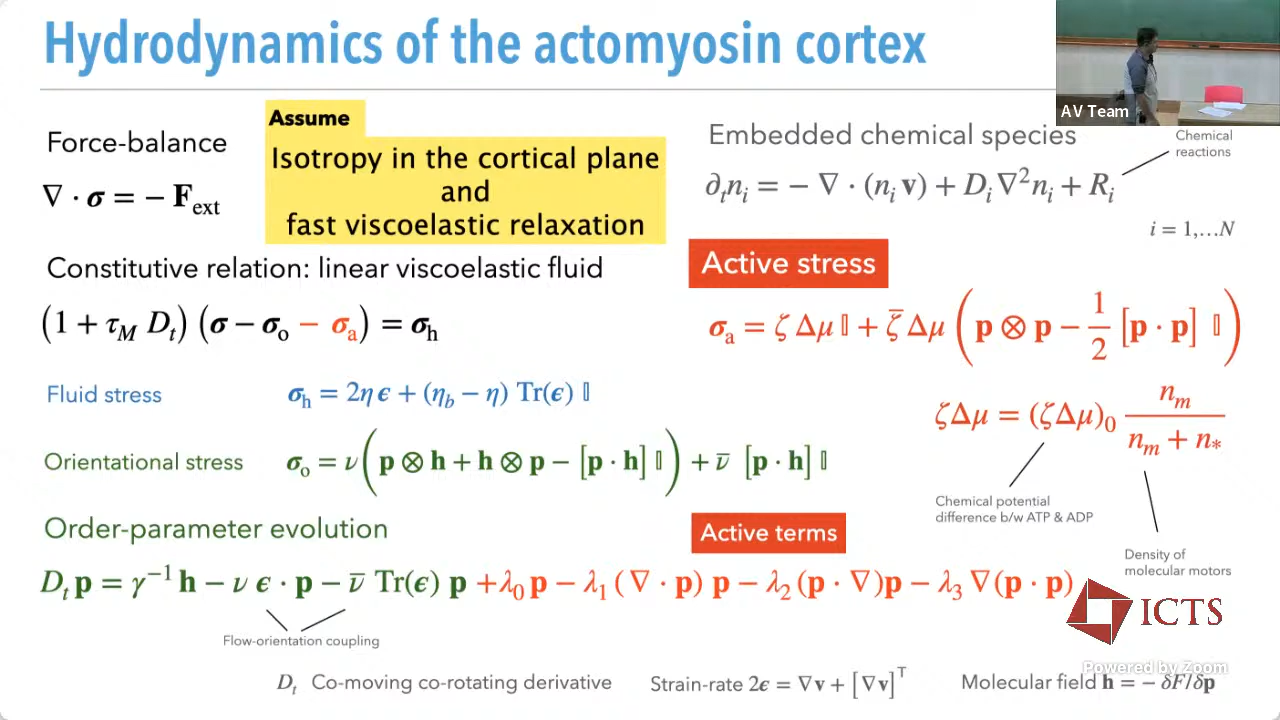 Hydrodynamics of the actomyosin cortex
AV Team
Force-balance
∇ · σ = − F_ext
Assume
Isotropy in the cortical plane
and
fast viscoelastic relaxation
Embedded chemical species
Chemical
reactions
∂_t n_i = − ∇ · (n_i v) + D_i ∇² n_i + R_i
i = 1,…N
Constitutive relation: linear viscoelastic fluid
(1 + τ_M D_t) (σ − σ_o − σ_a) = σ_h
Active stress
σ_a = ζ Δμ 𝕀 + ζ̄ Δμ (p ⊗ p − 1/2 [p · p] 𝕀)
Fluid stress
σ_h = 2η ϵ + (η_b − η) Tr(ϵ) 𝕀
ζΔμ = (ζΔμ)_0 n_m / (n_m + n_*)
Orientational stress
σ_o = ν(p ⊗ h + h ⊗ p − [p · h] 𝕀) + ν̄ [p · h] 𝕀
Chemical potential
difference b/w ATP & ADP
Density of
molecular motors
Order-parameter evolution
Active terms
D_t p = γ⁻¹ h − ν ϵ · p − ν̄ Tr(ϵ) p + λ_0 p − λ_1 (∇ · p) p − λ_2 (p · ∇)p − λ_3 ∇(p · p)
Flow-orientation coupling
ICTS
Powered by Zoom
D_t Co-moving co-rotating derivative
Strain-rate 2ϵ = ∇v + [∇v]^⊤
Molecular field h = − δF/δp